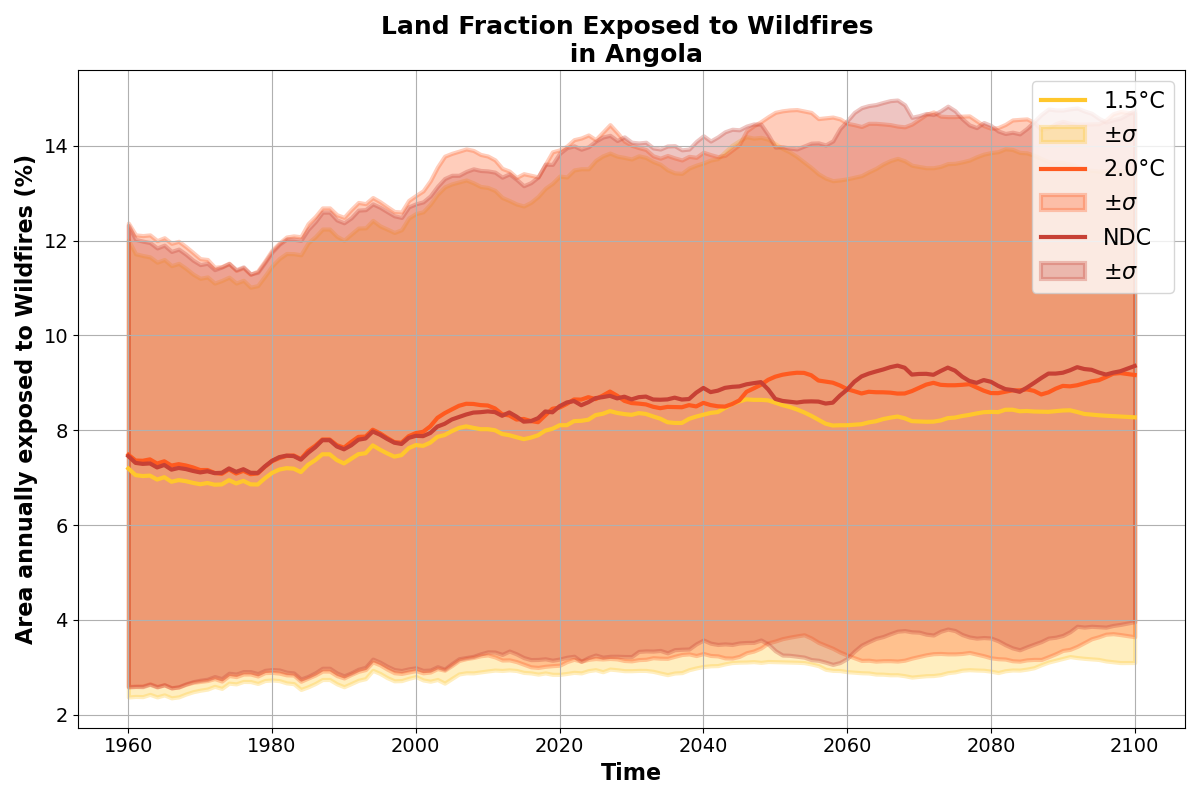 Land Fraction Exposed to Wildfires
in Angola
Area annually exposed to Wildfires (%)
14
12
10
8
6
4
2
1960
1980
2000
2020
2040
2060
2080
2100
Time
1.5°C
±σ
2.0°C
±σ
NDC
±σ